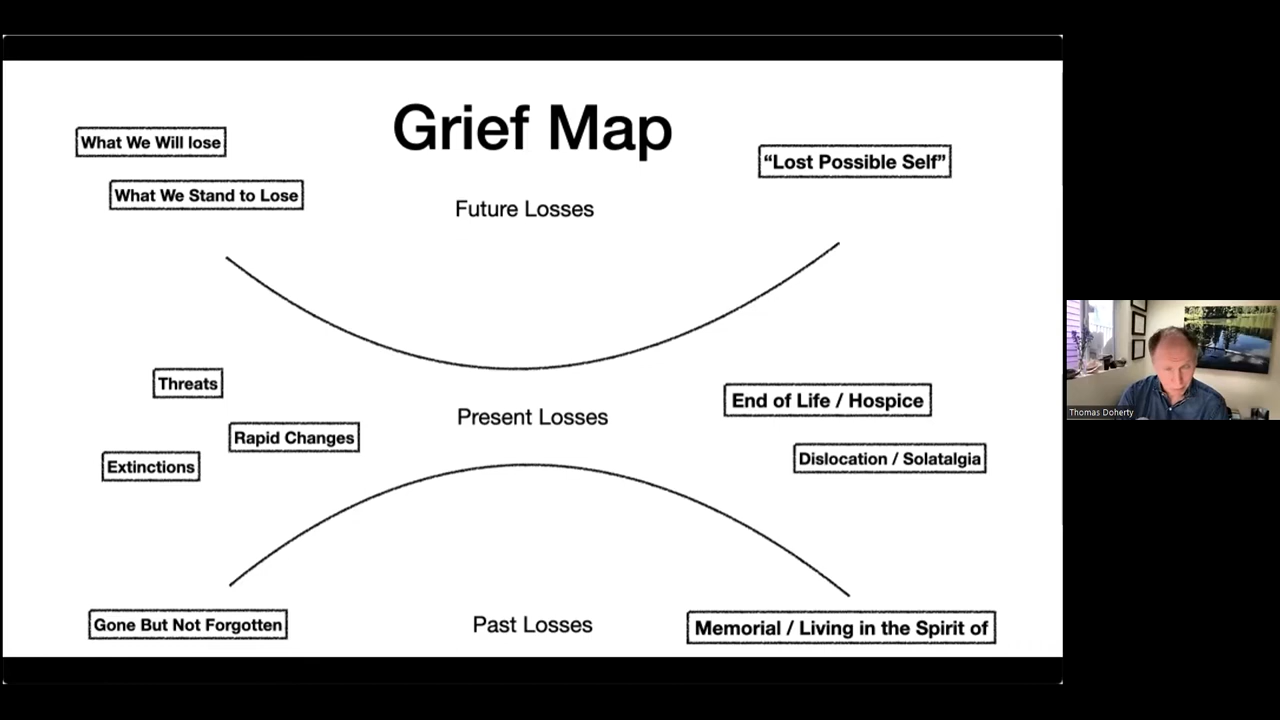 Grief Map
What We Will lose
"Lost Possible Self"
What We Stand to Lose
Future Losses
Threats
End of Life / Hospice
Present Losses
Rapid Changes
Dislocation / Solatalgia
Extinctions
Gone But Not Forgotten
Past Losses
Memorial / Living in the Spirit of
Thomas Doherty